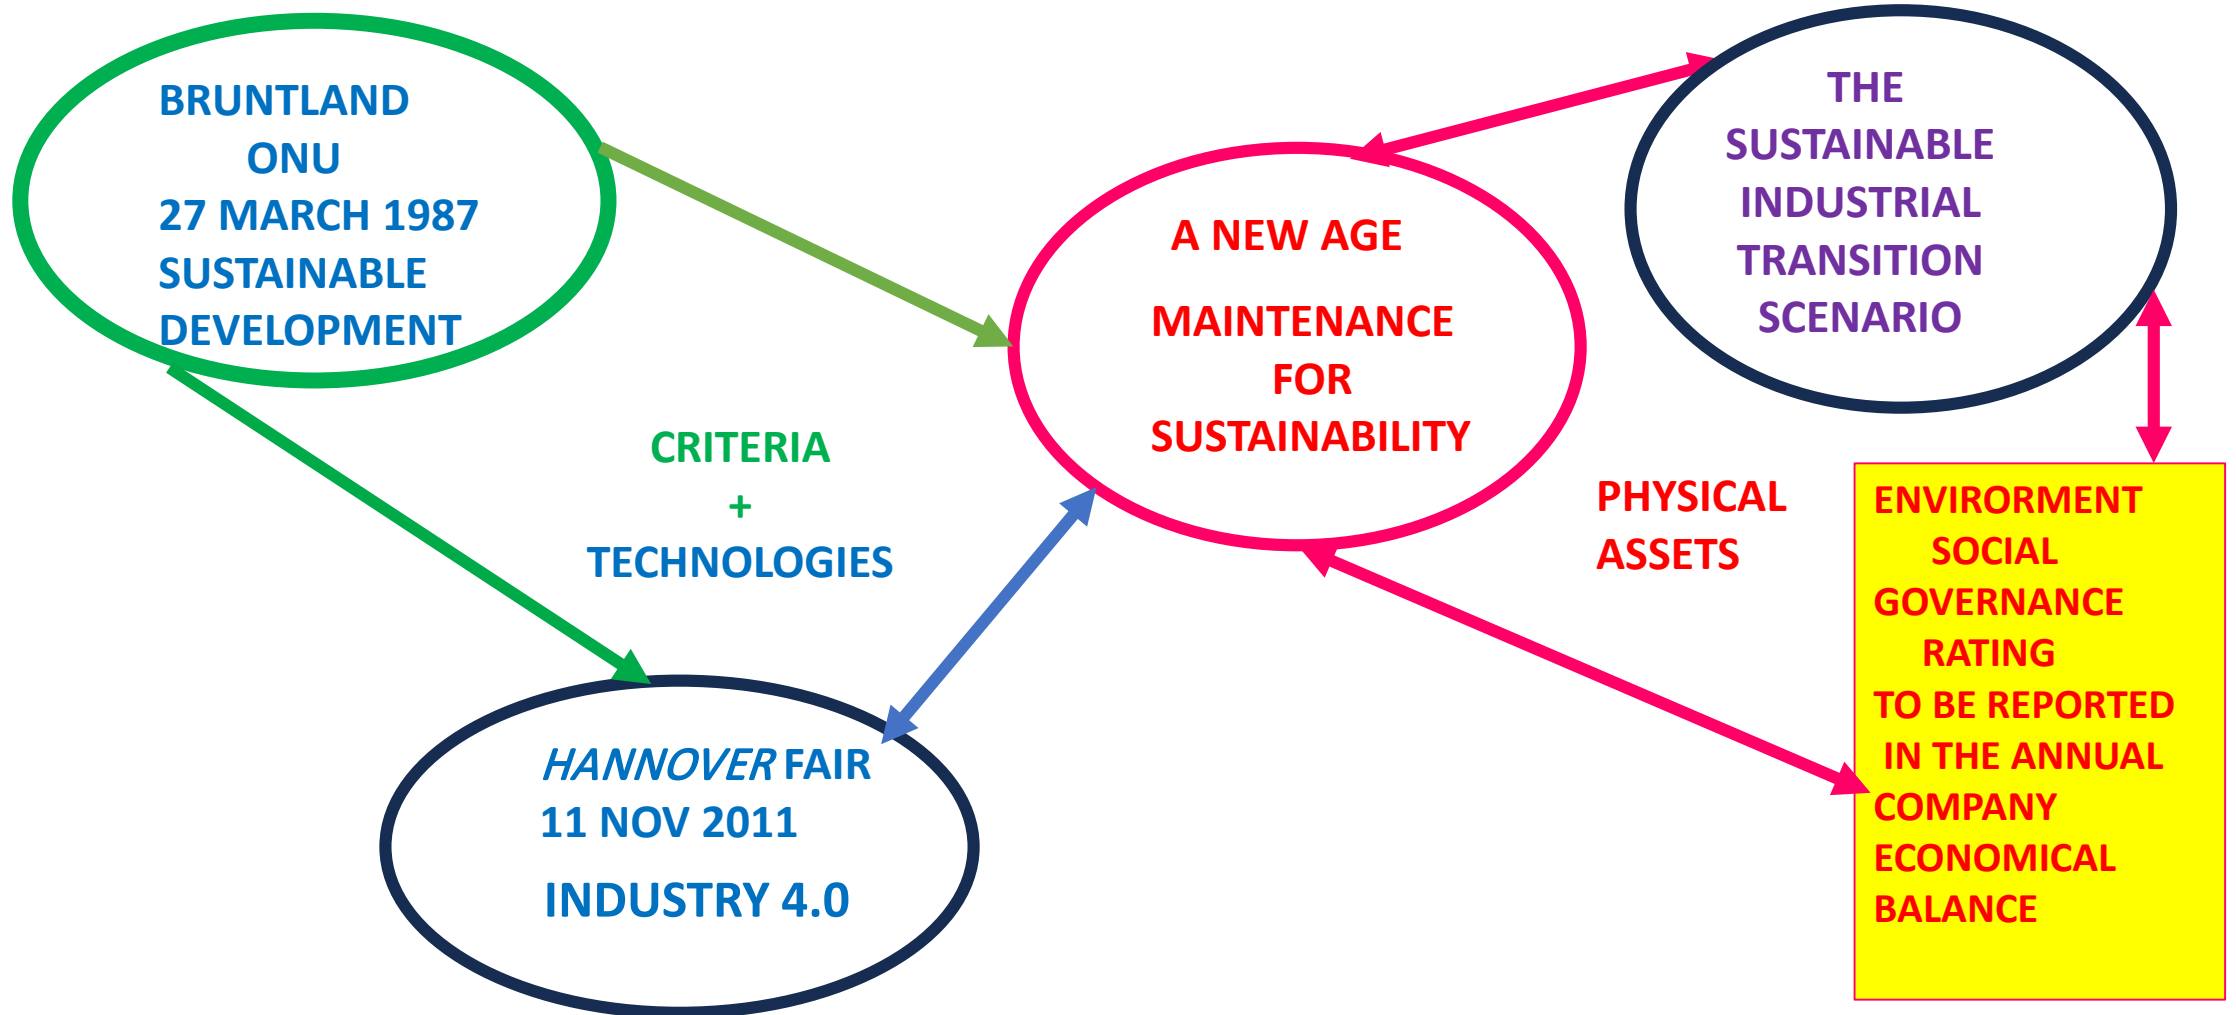 BRUNTLAND
ONU
27 MARCH 1987
SUSTAINABLE
DEVELOPMENT
CRITERIA
+
TECHNOLOGIES
HANNOVER FAIR
11 NOV 2011
INDUSTRY 4.0
A NEW AGE
MAINTENANCE
FOR
SUSTAINABILITY
THE
SUSTAINABLE
INDUSTRIAL
TRANSITION
SCENARIO
PHYSICAL
ASSETS
ENVIRORMENT
SOCIAL
GOVERNANCE
RATING
TO BE REPORTED
IN THE ANNUAL
COMPANY
ECONOMICAL
BALANCE